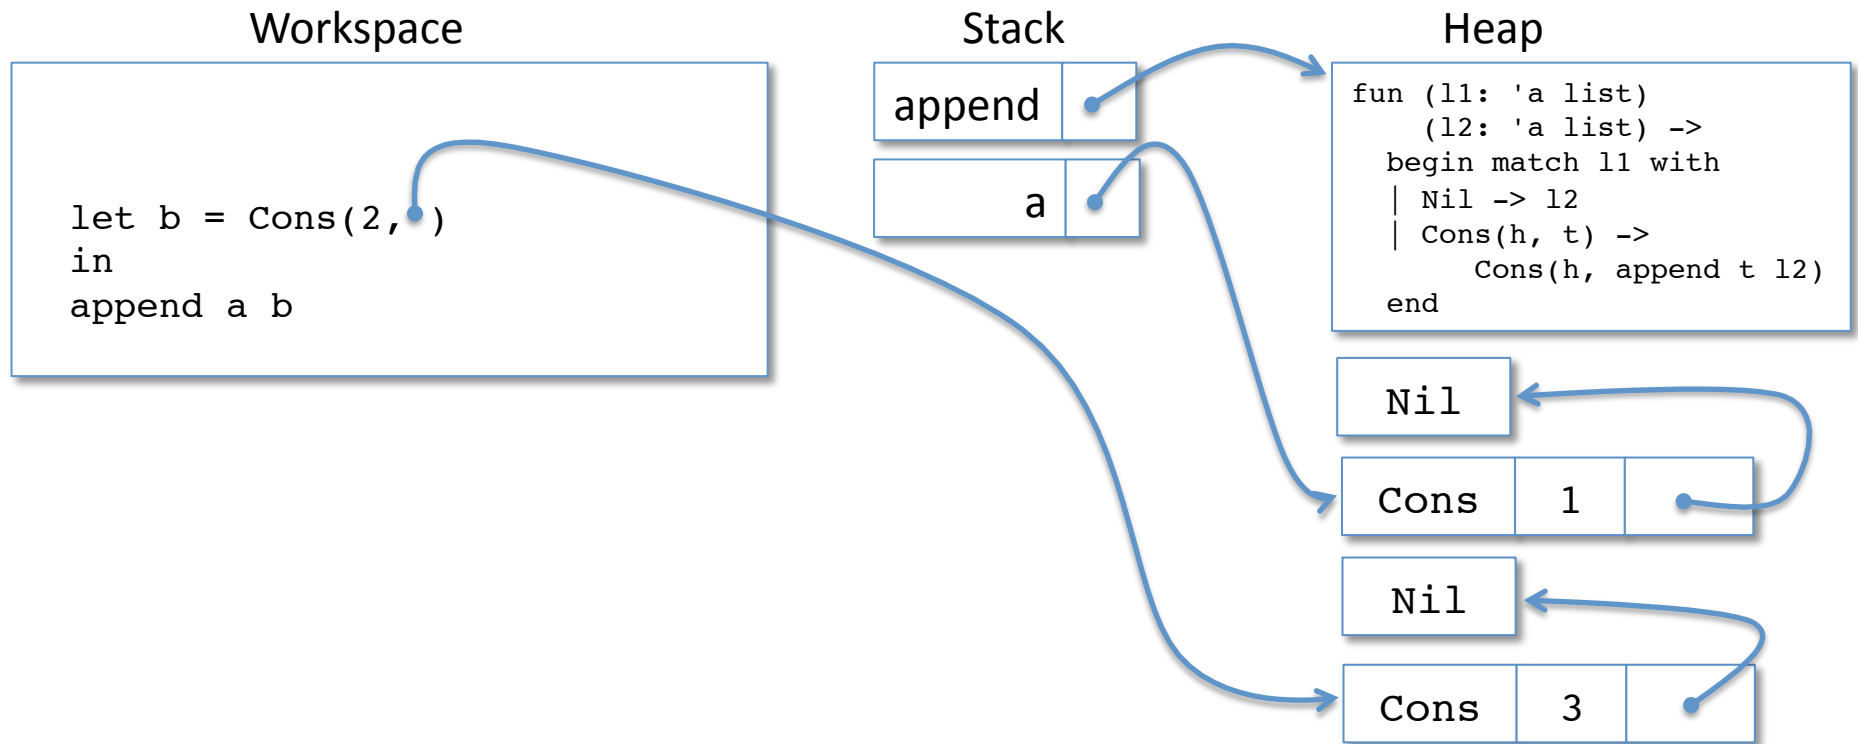 Workspace
let b = Cons(2, )
in
append a b
Stack
append
a
Heap
fun (l1: 'a list)
(l2: 'a list) ->
begin match l1 with
| Nil -> l2
| Cons(h, t) ->
Cons(h, append t l2)
end
Nil
Cons 1
Nil
Cons 3